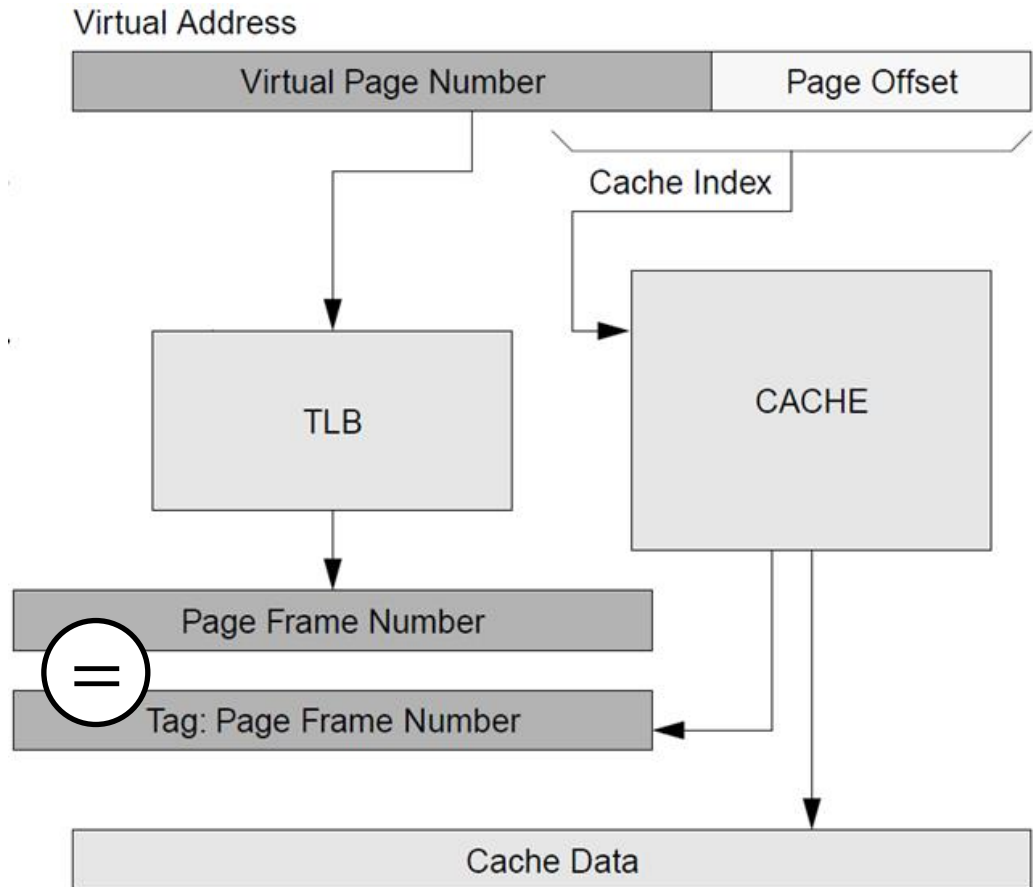 Virtual Address
Virtual Page Number
Page Offset
Cache Index
TLB
CACHE
Page Frame Number
=
Tag: Page Frame Number
Cache Data